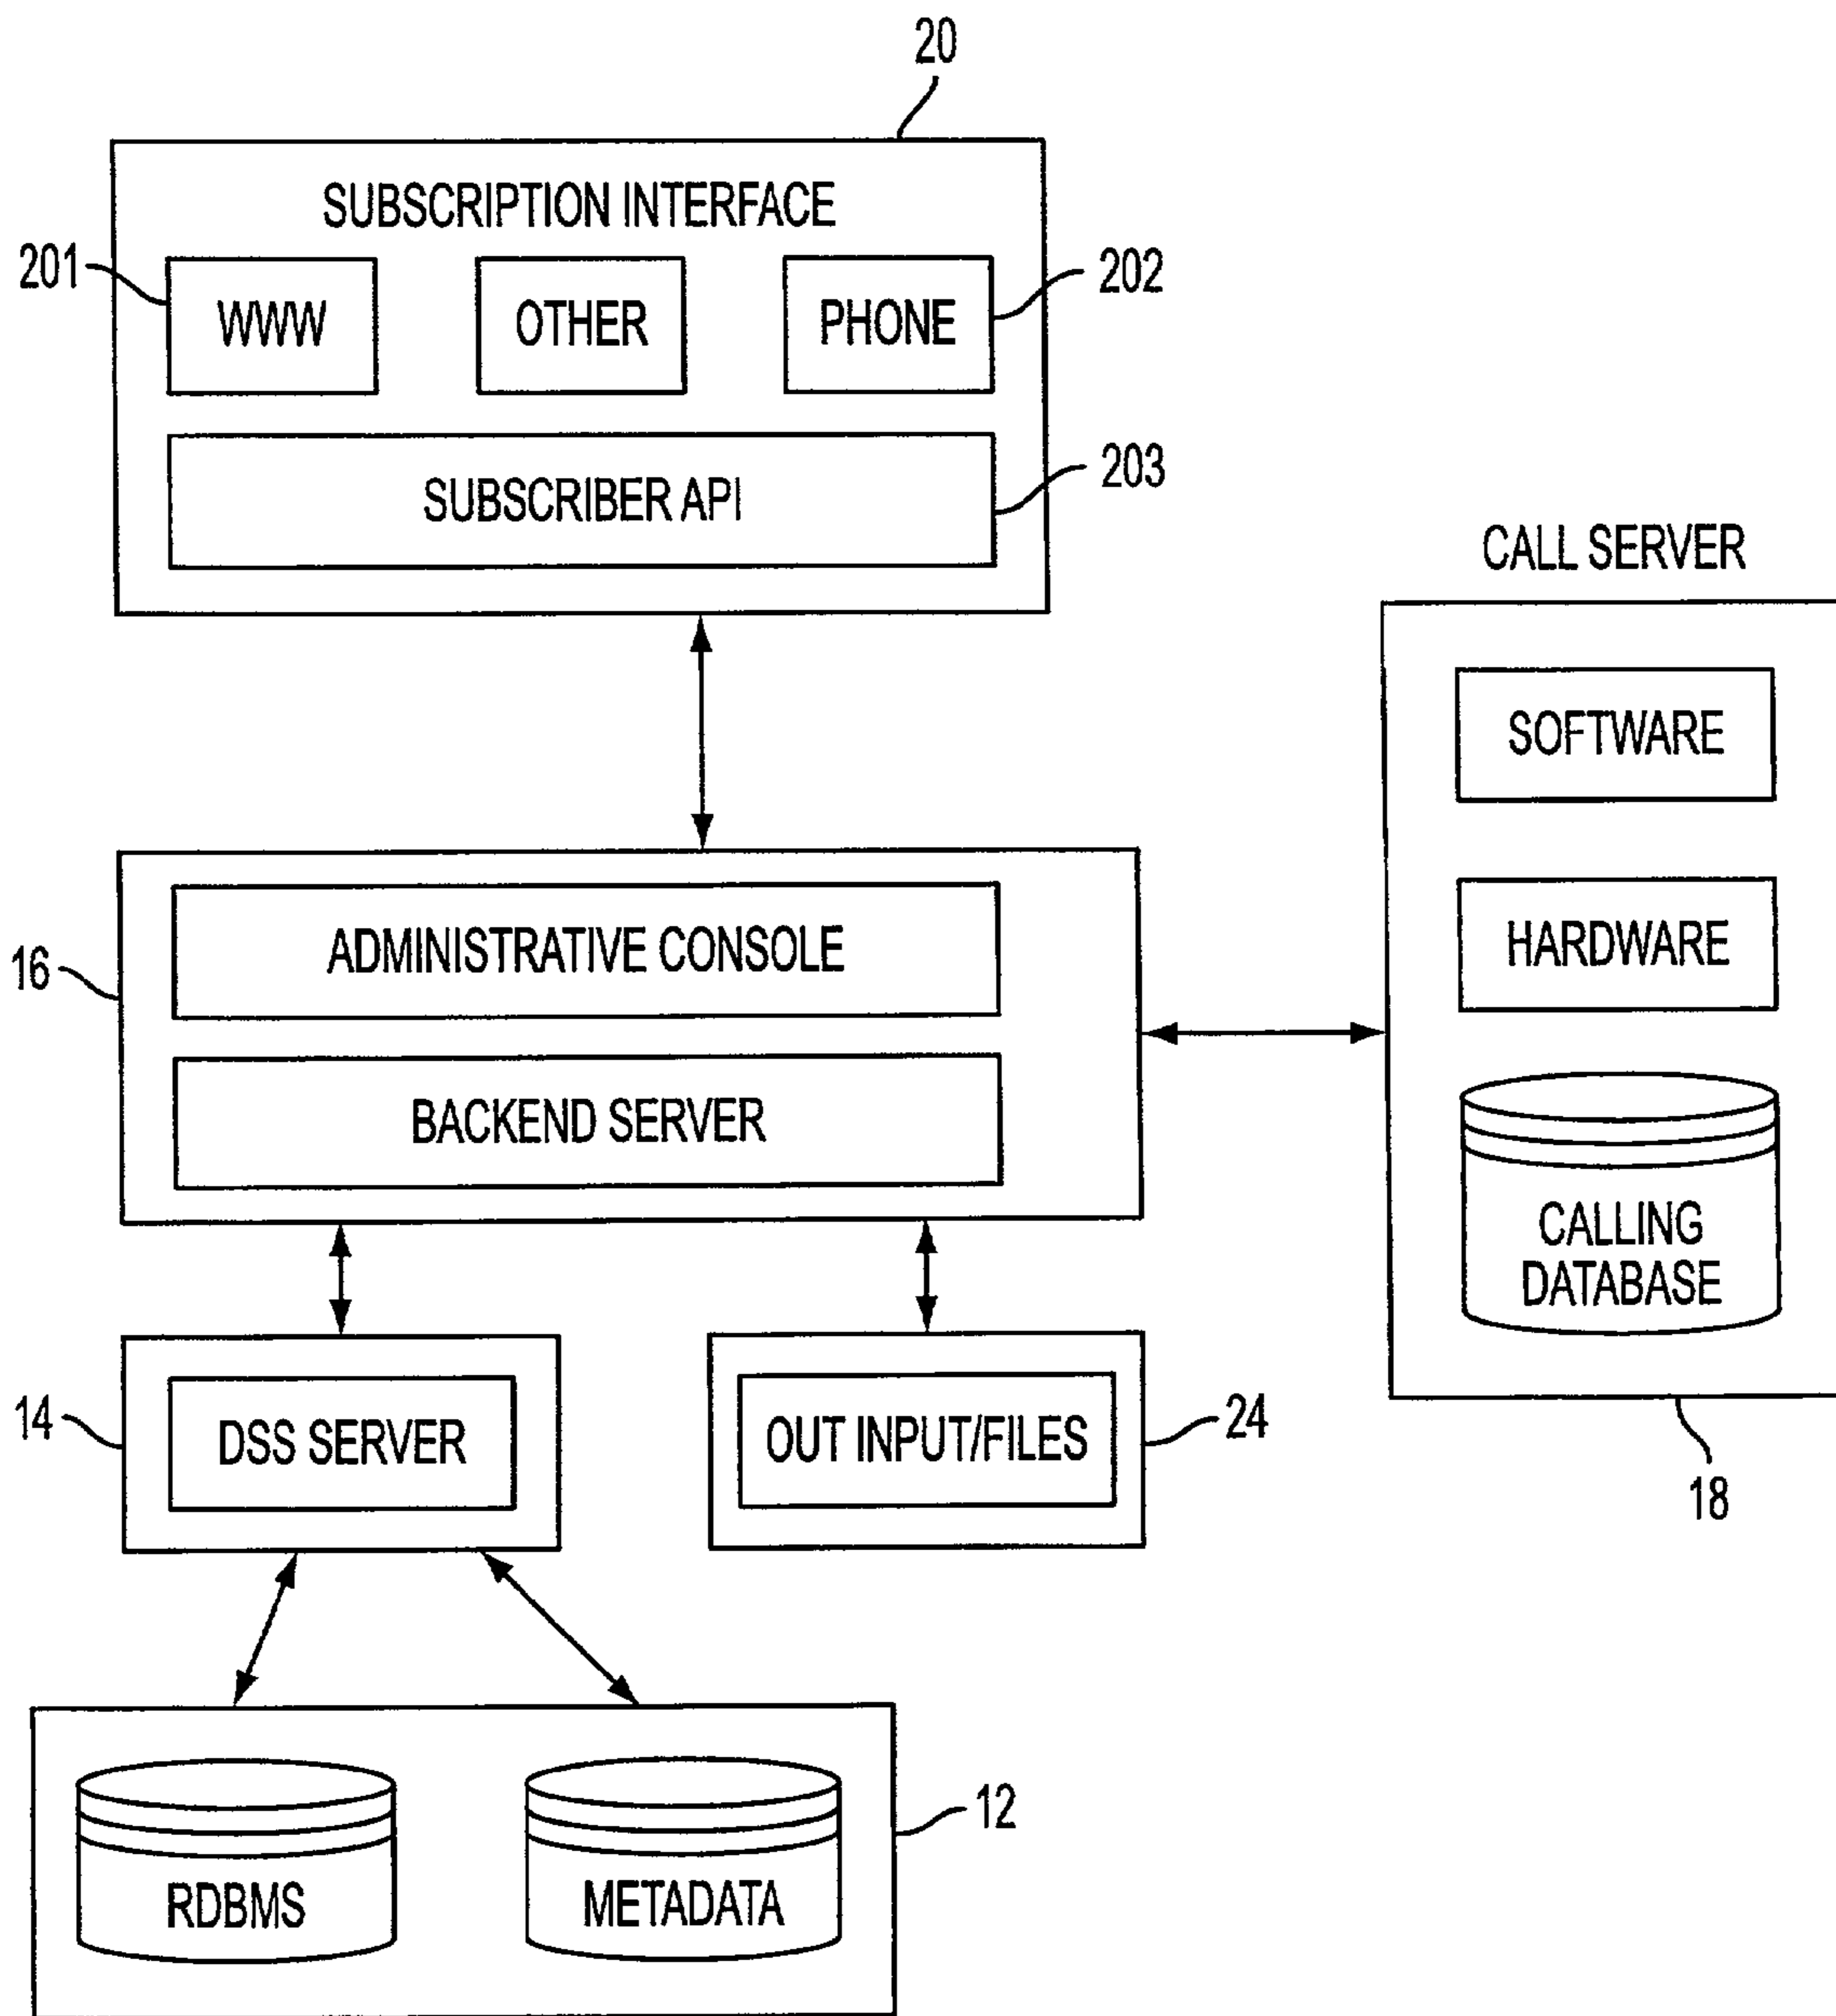 20
SUBSCRIPTION INTERFACE
201
WWW
OTHER
PHONE
202
SUBSCRIBER API
203
CALL SERVER
SOFTWARE
HARDWARE
CALLING
DATABASE
18
16
ADMINISTRATIVE CONSOLE
BACKEND SERVER
14
DSS SERVER
OUT INPUT/FILES
24
RDBMS
METADATA
12